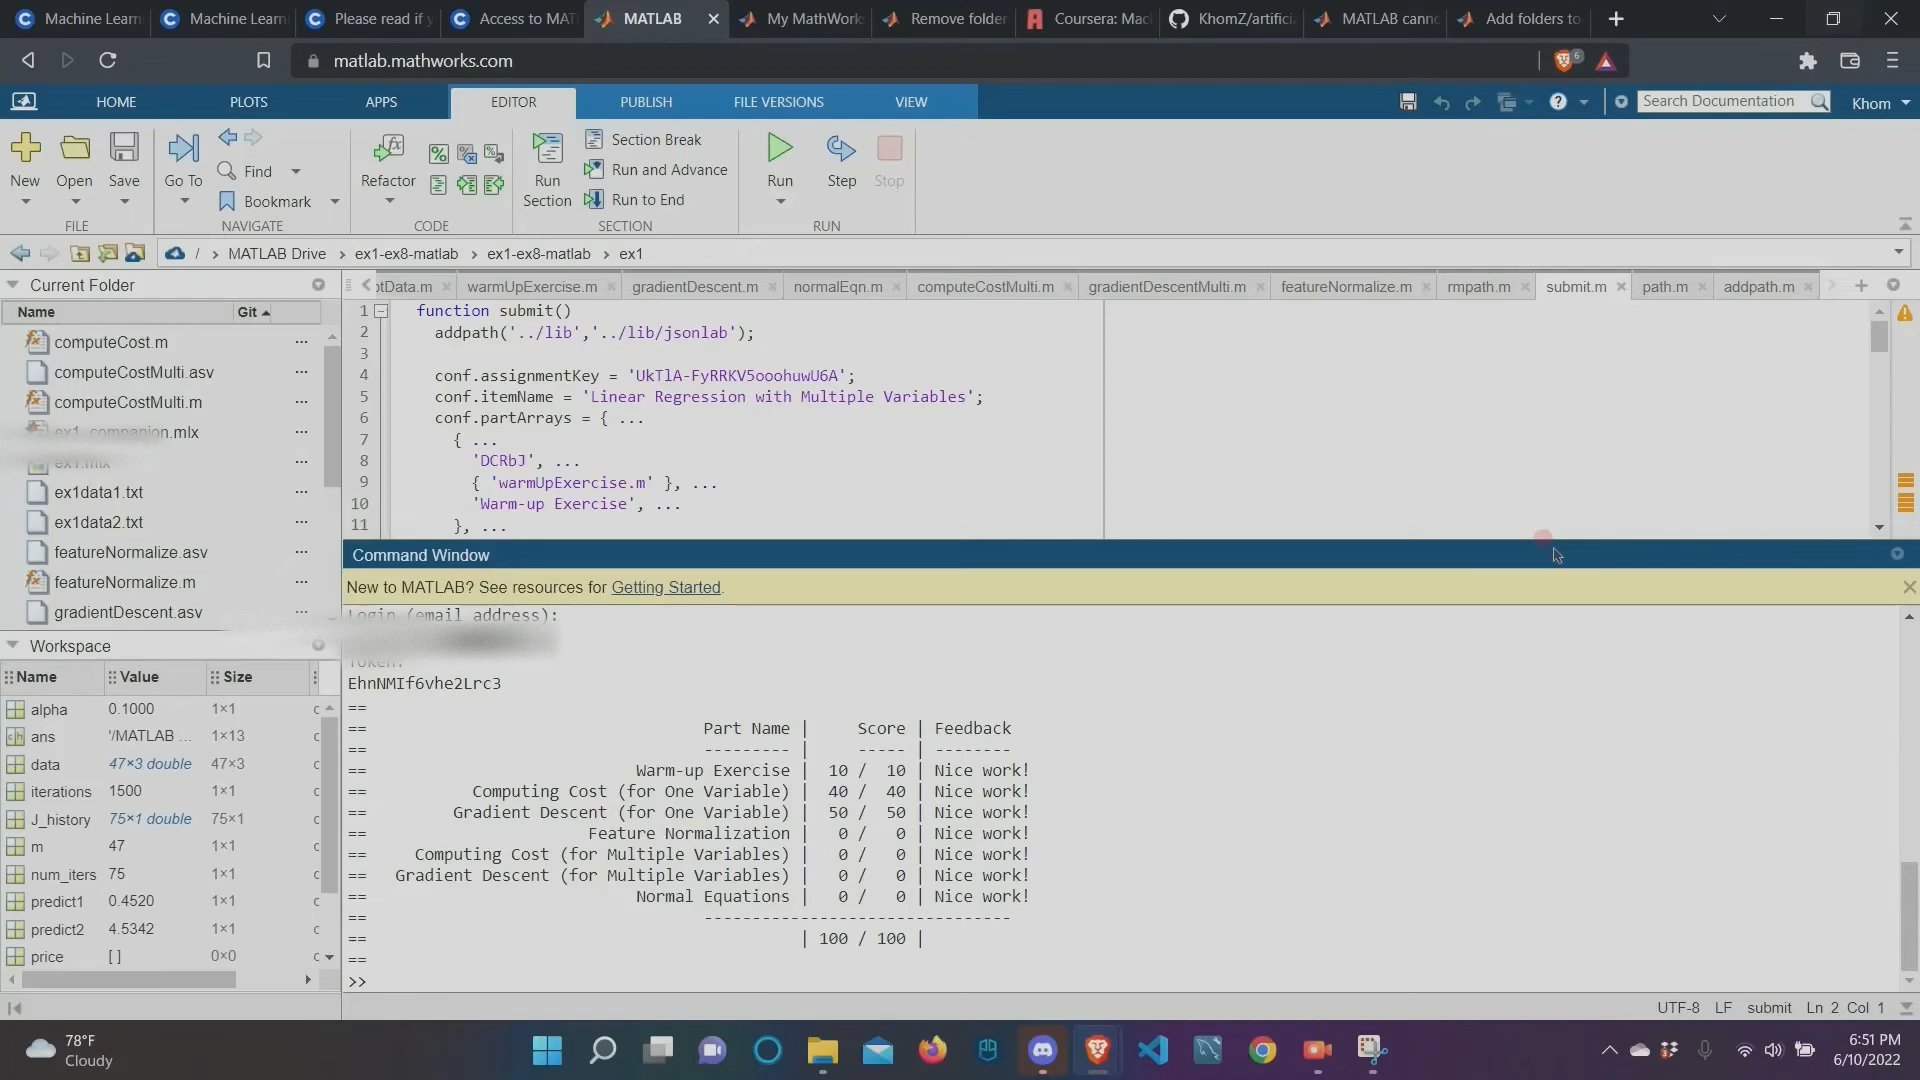 Machine Learn
Machine Learn
Please read if y
Access to MAT
MATLAB
My MathWork
Remove folder
Coursera: Mac
KhomZ/artific
MATLAB canno
Add folders to
matlab.mathworks.com
6
HOME
PLOTS
APPS
EDITOR
PUBLISH
FILE VERSIONS
VIEW
Search Documentation
Khom
New
Open
Save
FILE
Go To
Find
Bookmark
NAVIGATE
Refactor
CODE
Run Section
Section Break
Run and Advance
Run to End
SECTION
Run
Step
Stop
RUN
/ > MATLAB Drive > ex1-ex8-matlab > ex1-ex8-matlab > ex1
Current Folder
Name Git
computeCost.m
computeCostMulti.asv
computeCostMulti.m
ex1_companion.mlx
ex1.mlx
ex1data1.txt
ex1data2.txt
featureNormalize.asv
featureNormalize.m
gradientDescent.asv
Workspace
Name Value Size
alpha 0.1000 1×1
ans '/MATLAB ... 1×13
data 47×3 double 47×3
iterations 1500 1×1
J_history 75×1 double 75×1
m 47 1×1
num_iters 75 1×1
predict1 0.4520 1×1
predict2 4.5342 1×1
price [ ] 0×0
otData.m
warmUpExercise.m
gradientDescent.m
normalEqn.m
computeCostMulti.m
gradientDescentMulti.m
featureNormalize.m
rmpath.m
submit.m
path.m
addpath.m
1 function submit()
2 addpath('../lib','../lib/jsonlab');
3
4 conf.assignmentKey = 'UkTlA-FyRRKV5ooohuwU6A';
5 conf.itemName = 'Linear Regression with Multiple Variables';
6 conf.partArrays = { ...
7 { ...
8 'DCRbJ', ...
9 { 'warmUpExercise.m' }, ...
10 'Warm-up Exercise', ...
11 }, ...
Command Window
New to MATLAB? See resources for Getting Started.
Login (email address):
Token:
EhnNMIf6vhe2Lrc3
==
== Part Name | Score | Feedback
== --------- | ----- | --------
== Warm-up Exercise | 10 / 10 | Nice work!
== Computing Cost (for One Variable) | 40 / 40 | Nice work!
== Gradient Descent (for One Variable) | 50 / 50 | Nice work!
== Feature Normalization | 0 / 0 | Nice work!
== Computing Cost (for Multiple Variables) | 0 / 0 | Nice work!
== Gradient Descent (for Multiple Variables) | 0 / 0 | Nice work!
== Normal Equations | 0 / 0 | Nice work!
== --------------------------------
== | 100 / 100 |
==
>>
UTF-8 LF submit Ln 2 Col 1
78°F
Cloudy
6:51 PM
6/10/2022